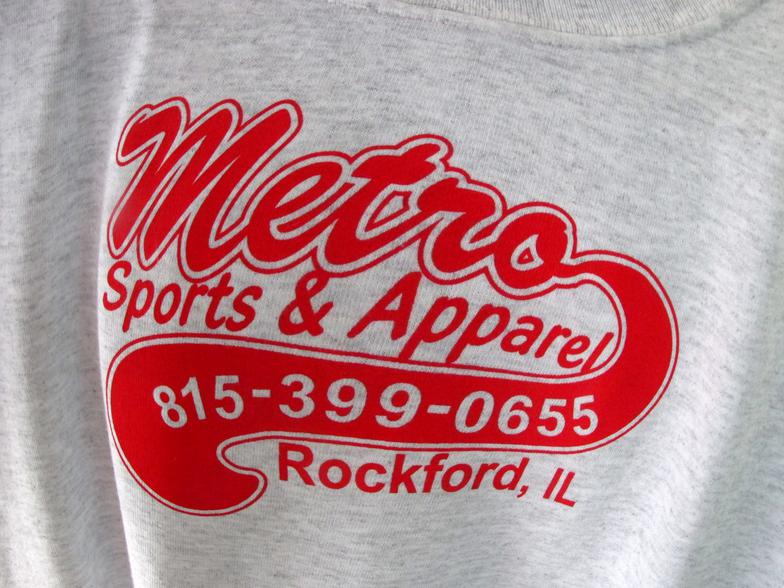 Metro
Sports & Apparel
815-399-0655
Rockford, IL